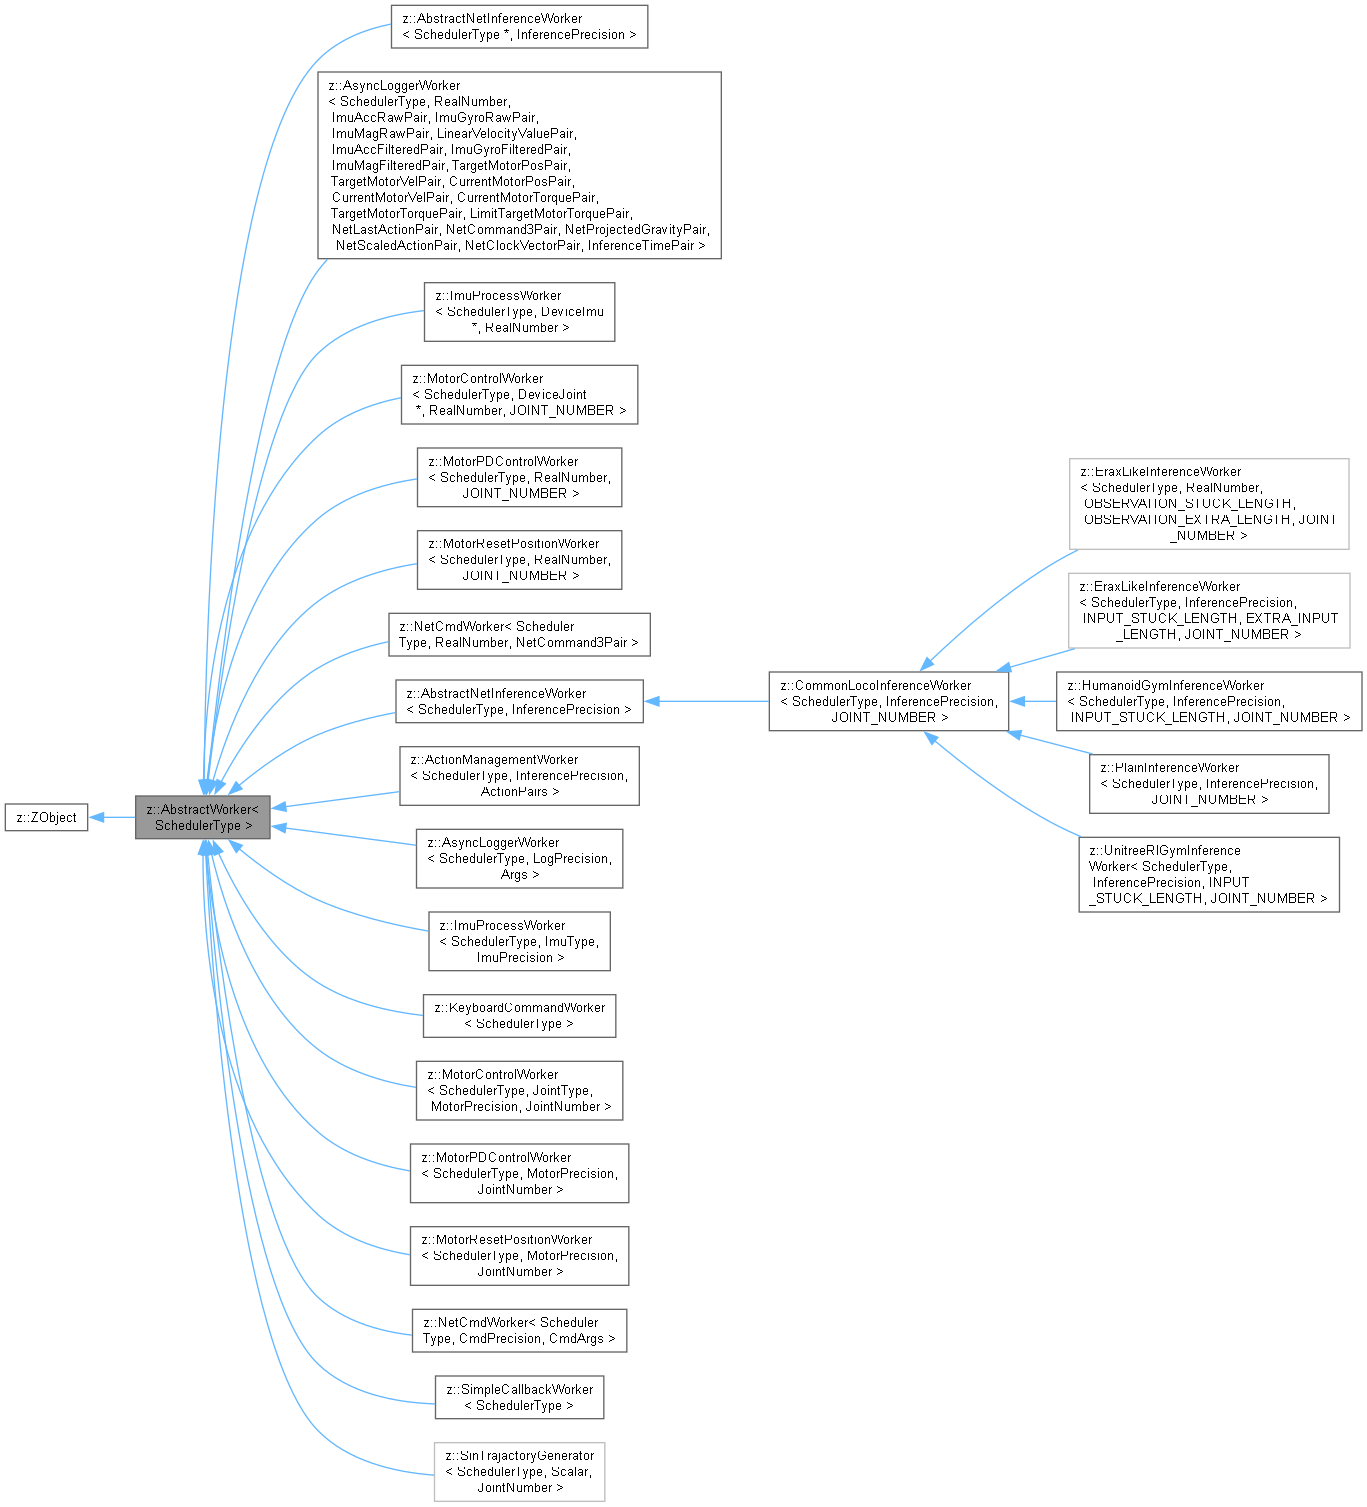 z::AbstractNetInferenceWorker
< SchedulerType *, InferencePrecision >
z::AsyncLoggerWorker
< SchedulerType, RealNumber,
ImuAccRawPair, ImuGyroRawPair,
ImuMagRawPair, LinearVelocityValuePair,
ImuAccFilteredPair, ImuGyroFilteredPair,
ImuMagFilteredPair, TargetMotorPosPair,
TargetMotorVelPair, CurrentMotorPosPair,
CurrentMotorVelPair, CurrentMotorTorquePair,
TargetMotorTorquePair, LimitTargetMotorTorquePair,
NetLastActionPair, NetCommand3Pair, NetProjectedGravityPair,
NetScaledActionPair, NetClockVectorPair, InferenceTimePair >
z::ImuProcessWorker
< SchedulerType, DeviceImu
*, RealNumber >
z::MotorControlWorker
< SchedulerType, DeviceJoint
*, RealNumber, JOINT_NUMBER >
z::MotorPDControlWorker
< SchedulerType, RealNumber,
JOINT_NUMBER >
z::MotorResetPositionWorker
< SchedulerType, RealNumber,
JOINT_NUMBER >
z::NetCmdWorker< Scheduler
Type, RealNumber, NetCommand3Pair >
z::AbstractNetInferenceWorker
< SchedulerType, InferencePrecision >
z::ActionManagementWorker
< SchedulerType, InferencePrecision,
ActionPairs >
z::ZObject
z::AbstractWorker<
SchedulerType >
z::AsyncLoggerWorker
< SchedulerType, LogPrecision,
Args >
z::ImuProcessWorker
< SchedulerType, ImuType,
ImuPrecision >
z::KeyboardCommandWorker
< SchedulerType >
z::MotorControlWorker
< SchedulerType, JointType,
MotorPrecision, JointNumber >
z::MotorPDControlWorker
< SchedulerType, MotorPrecision,
JointNumber >
z::MotorResetPositionWorker
< SchedulerType, MotorPrecision,
JointNumber >
z::NetCmdWorker< Scheduler
Type, CmdPrecision, CmdArgs >
z::SimpleCallbackWorker
< SchedulerType >
z::SinTrajactoryGenerator
< SchedulerType, Scalar,
JointNumber >
z::CommonLocoInferenceWorker
< SchedulerType, InferencePrecision,
JOINT_NUMBER >
z::EraxLikeInferenceWorker
< SchedulerType, RealNumber,
OBSERVATION_STUCK_LENGTH,
OBSERVATION_EXTRA_LENGTH, JOINT
_NUMBER >
z::EraxLikeInferenceWorker
< SchedulerType, InferencePrecision,
INPUT_STUCK_LENGTH, EXTRA_INPUT
_LENGTH, JOINT_NUMBER >
z::HumanoidGymInferenceWorker
< SchedulerType, InferencePrecision,
INPUT_STUCK_LENGTH, JOINT_NUMBER >
z::PlainInferenceWorker
< SchedulerType, InferencePrecision,
JOINT_NUMBER >
z::UnitreeRlGymInference
Worker< SchedulerType,
InferencePrecision, INPUT
_STUCK_LENGTH, JOINT_NUMBER >